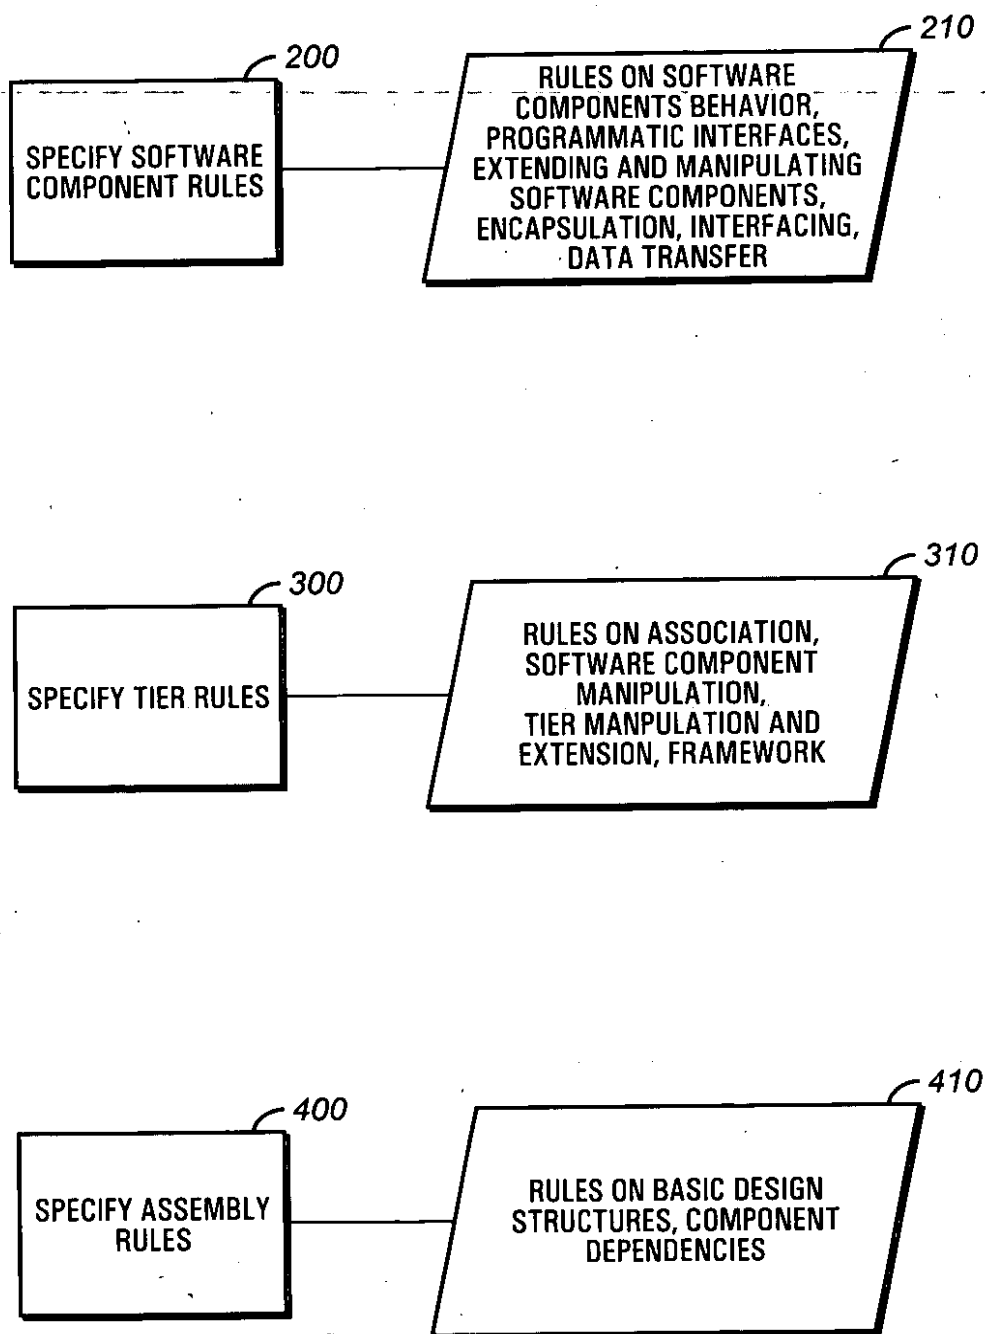 200
SPECIFY SOFTWARE
COMPONENT RULES
210
RULES ON SOFTWARE
COMPONENTS BEHAVIOR,
PROGRAMMATIC INTERFACES,
EXTENDING AND MANIPULATING
SOFTWARE COMPONENTS,
ENCAPSULATION, INTERFACING,
DATA TRANSFER
300
SPECIFY TIER RULES
310
RULES ON ASSOCIATION,
SOFTWARE COMPONENT
MANIPULATION,
TIER MANPULATION AND
EXTENSION, FRAMEWORK
400
SPECIFY ASSEMBLY
RULES
410
RULES ON BASIC DESIGN
STRUCTURES, COMPONENT
DEPENDENCIES